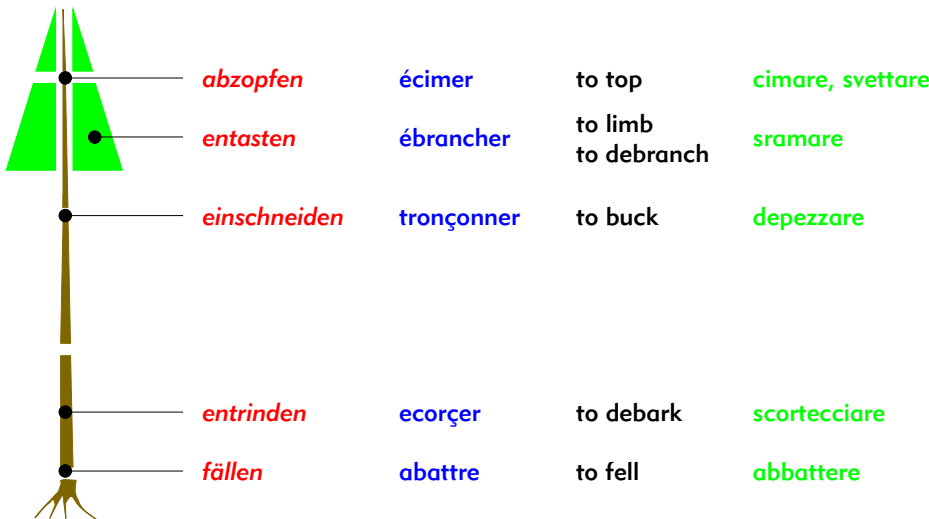 abzopfen écimer to top cimare, svettare
entasten ébrancher to limb sramare
to debranch
einschneiden tronçonner to buck depezzare
entrinden ecorçer to debark scortecciare
fällen abattre to fell abbattere